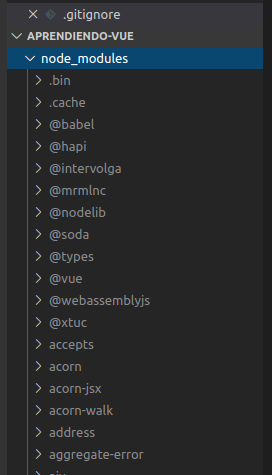 .gitignore
APRENDIENDO-VUE
node_modules
.bin
.cache
@babel
@hapi
@intervolga
@mrmlnc
@nodelib
@soda
@types
@vue
@webassemblyjs
@xtuc
accepts
acorn
acorn-jsx
acorn-walk
address
aggregate-error